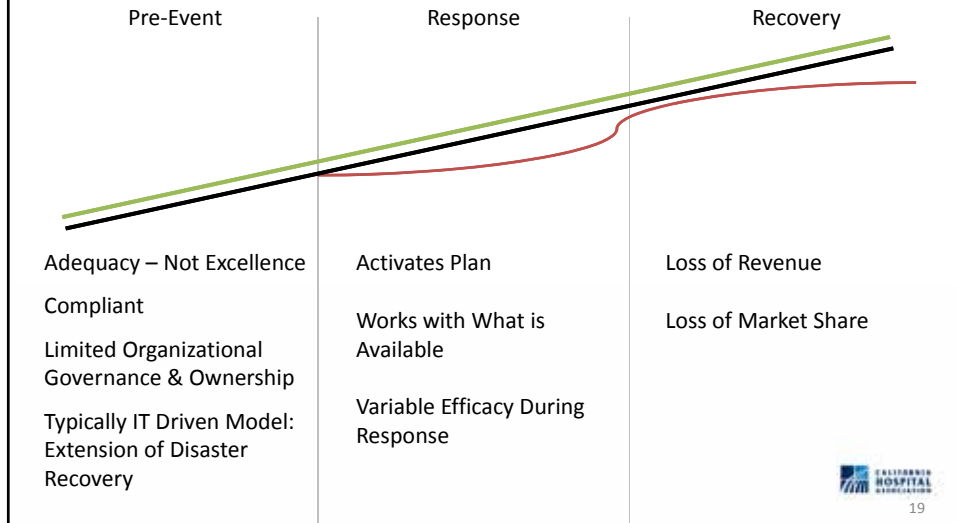 Pre-Event
Response
Recovery
Adequacy – Not Excellence
Compliant
Limited Organizational
Governance & Ownership
Typically IT Driven Model:
Extension of Disaster
Recovery
Activates Plan
Works with What is
Available
Variable Efficacy During
Response
Loss of Revenue
Loss of Market Share
CALIFORNIA
HOSPITAL
ASSOCIATION
19